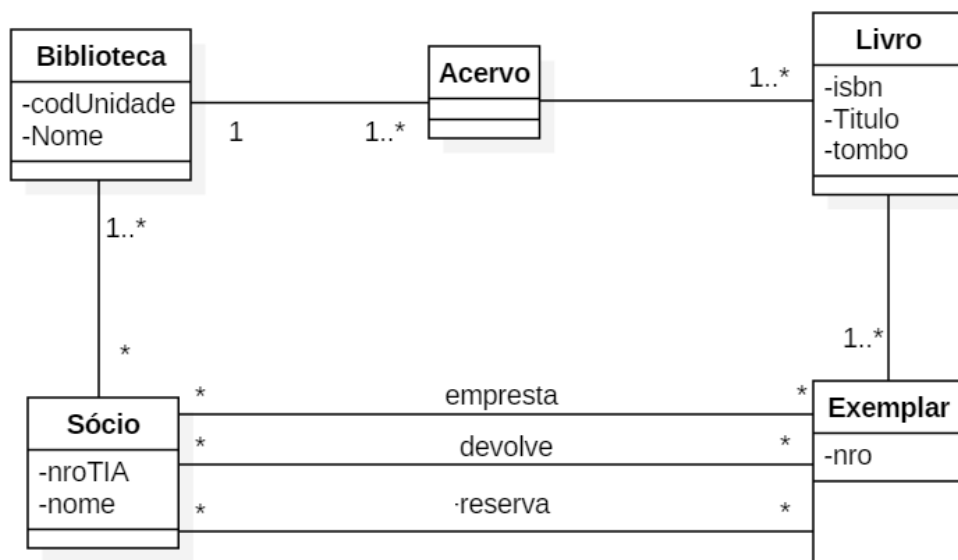 Biblioteca
-codUnidade
-Nome
Acervo
Livro
-isbn
-Titulo
-tombo
1
1..*
1..*
1..*
*
1..*
Sócio
-nroTIA
-nome
* empresta *
* devolve *
* -reserva *
Exemplar
-nro